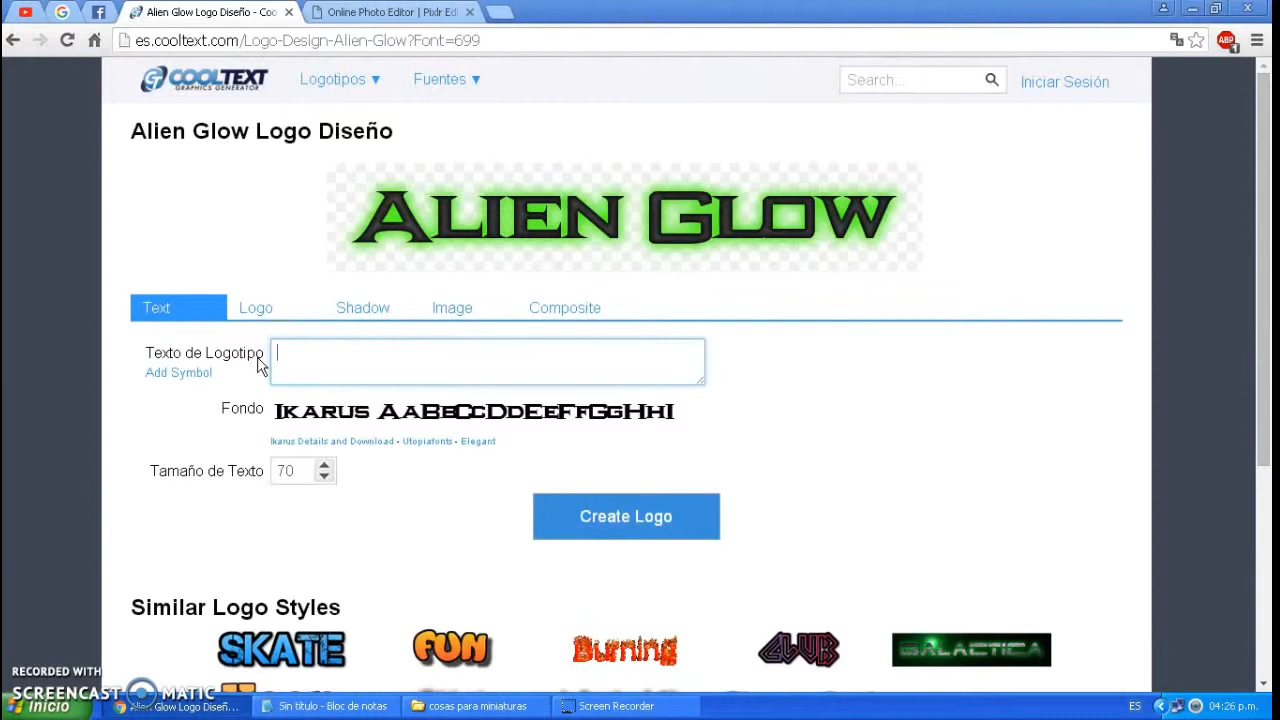 Alien Glow Logo Diseño - Coo
Online Photo Editor | Pixlr Edi
es.cooltext.com/Logo-Design-Alien-Glow?Font=699
ABP
1
COOLTEXT
GRAPHICS GENERATOR
Logotipos ▼
Fuentes ▼
Search...
Iniciar Sesión
Alien Glow Logo Diseño
Alien Glow
Text
Logo
Shadow
Image
Composite
Texto de Logotipo
Add Symbol
Fondo
Ikarus AaBbCcDdEeFfGgHhI
Ikarus Details and Download - Utopiafonts - Elegant
Tamaño de Texto
70
Create Logo
Similar Logo Styles
SKATE
FUN
Burning
CLUB
GALACTICA
RECORDED WITH
SCREENCAST MATIC
Inicio
Alien Glow Logo Diseñ...
Sin título - Bloc de notas
cosas para miniaturas
Screen Recorder
ES
04:26 p.m.